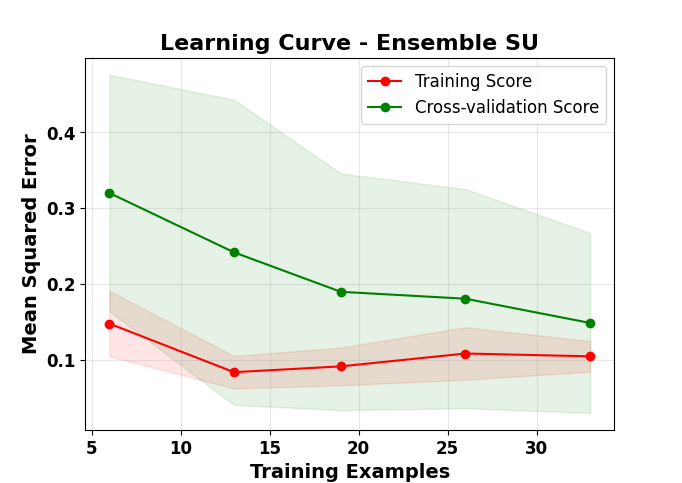 Learning Curve - Ensemble SU
Training Score
Cross-validation Score
Mean Squared Error
0.4
0.3
0.2
0.1
5 10 15 20 25 30
Training Examples